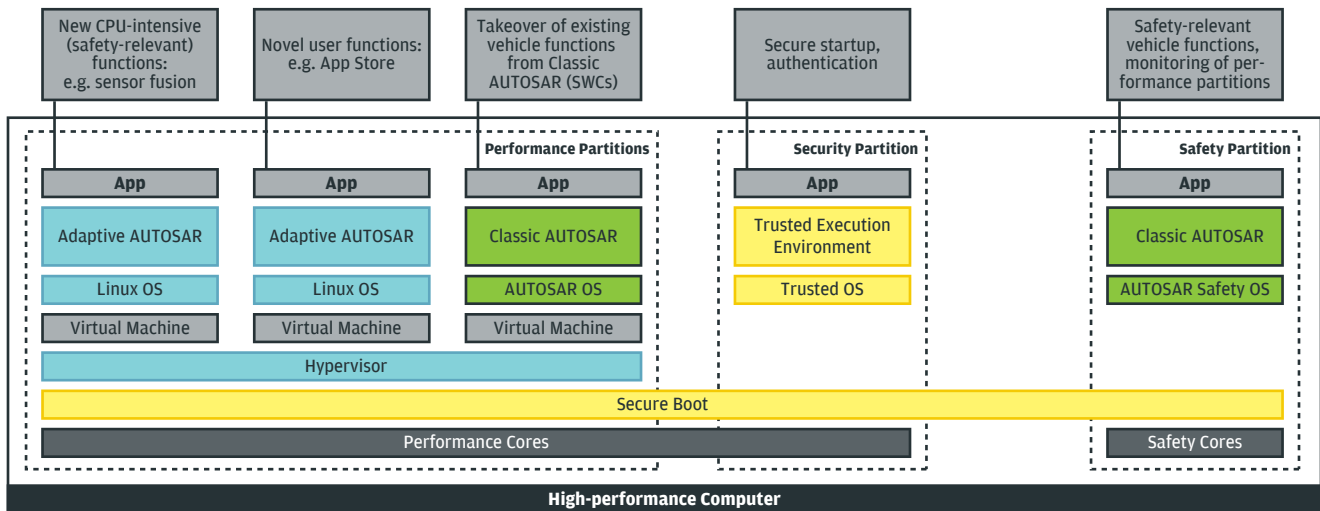 New CPU-intensive
(safety-relevant)
functions:
e.g. sensor fusion
Novel user functions:
e.g. App Store
Takeover of existing
vehicle functions
from Classic
AUTOSAR (SWCs)
Secure startup,
authentication
Safety-relevant
vehicle functions,
monitoring of per-
formance partitions
Performance Partitions
Security Partition
Safety Partition
App
App
App
App
App
Adaptive AUTOSAR
Adaptive AUTOSAR
Classic AUTOSAR
Trusted Execution
Environment
Classic AUTOSAR
Linux OS
Linux OS
AUTOSAR OS
Trusted OS
AUTOSAR Safety OS
Virtual Machine
Virtual Machine
Virtual Machine
Hypervisor
Secure Boot
Performance Cores
Safety Cores
High-performance Computer